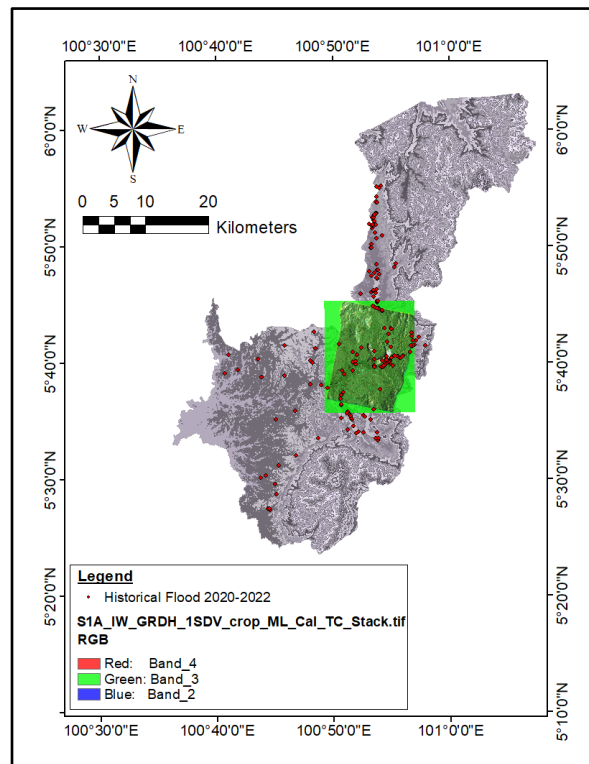 100°30'0"E 100°40'0"E 100°50'0"E 101°0'0"E
N
W E
S
6°0'0"N 6°0'0"N
0 5 10 20
Kilometers
5°50'0"N 5°50'0"N
5°40'0"N 5°40'0"N
5°30'0"N 5°30'0"N
Legend
Historical Flood 2020-2022
S1A_IW_GRDH_1SDV_crop_ML_Cal_TC_Stack.tif
RGB
Red: Band_4
Green: Band_3
Blue: Band_2
5°20'0"N 5°20'0"N
5°10'0"N
100°30'0"E 100°40'0"E 100°50'0"E 101°0'0"E